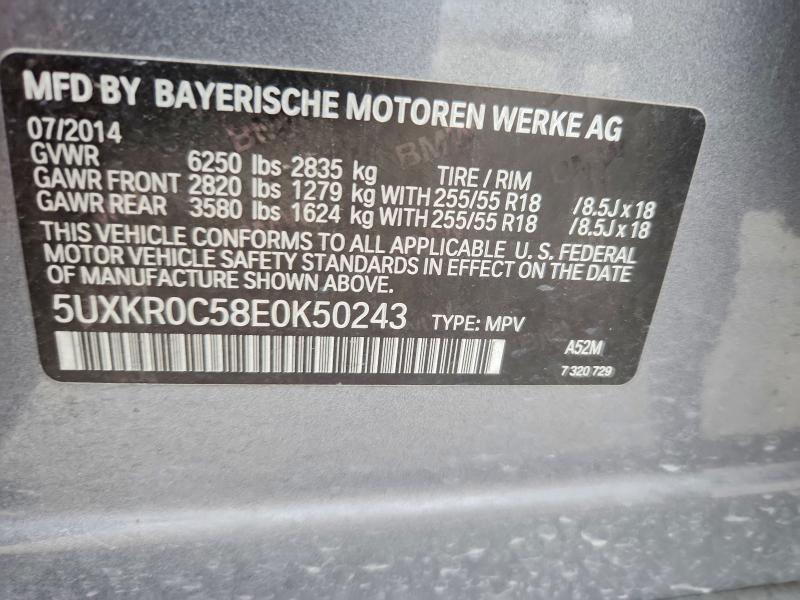 MFD BY BAYERISCHE MOTOREN WERKE AG
07/2014
GVWR 6250 lbs-2835 kg TIRE / RIM
GAWR FRONT 2820 lbs 1279 kg WITH 255/55 R18 /8.5J x 18
GAWR REAR 3580 lbs 1624 kg WITH 255/55 R18 /8.5J x 18
THIS VEHICLE CONFORMS TO ALL APPLICABLE U. S. FEDERAL
MOTOR VEHICLE SAFETY STANDARDS IN EFFECT ON THE DATE
OF MANUFACTURE SHOWN ABOVE.
5UXKR0C58E0K50243 TYPE: MPV
A52M
7 320 729